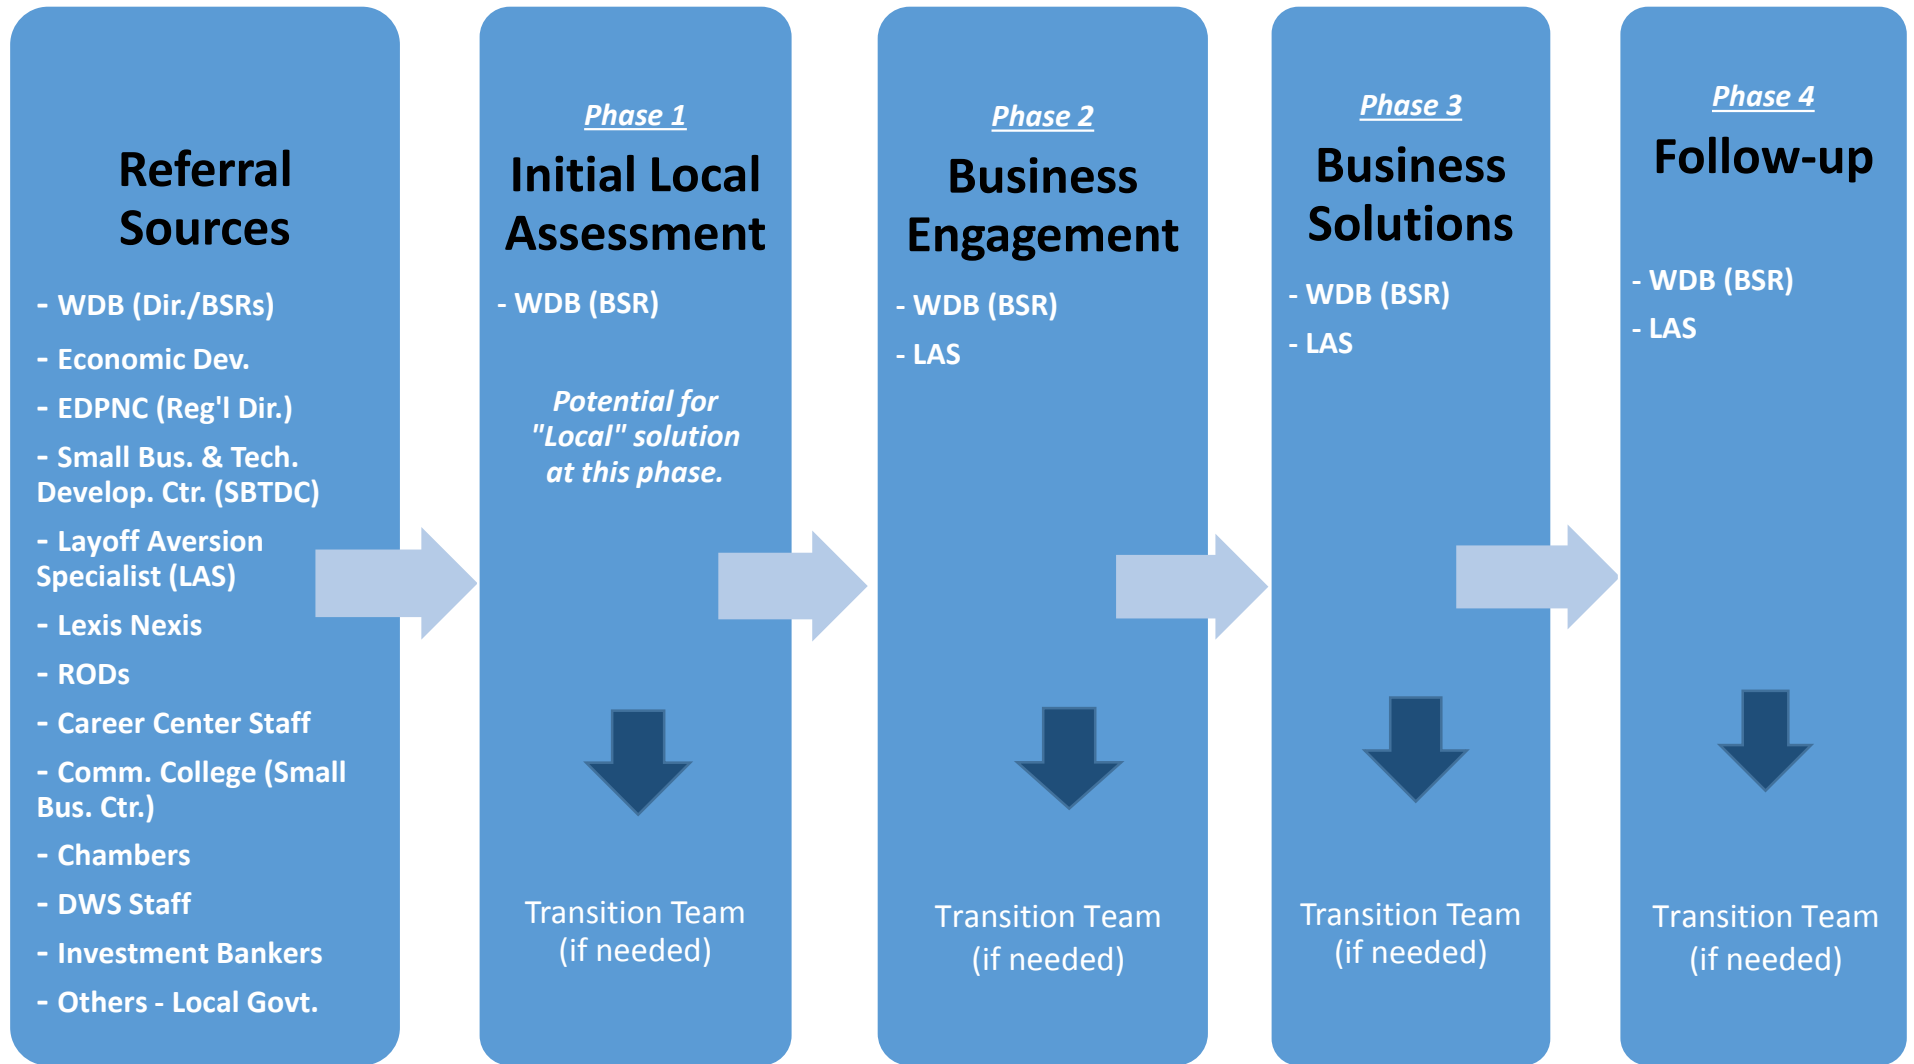 Referral
Sources
- WDB (Dir./BSRs)
- Economic Dev.
- EDPNC (Reg'l Dir.)
- Small Bus. & Tech.
Develop. Ctr. (SBTDC)
- Layoff Aversion
Specialist (LAS)
- Lexis Nexis
- RODs
- Career Center Staff
- Comm. College (Small
Bus. Ctr.)
- Chambers
- DWS Staff
- Investment Bankers
- Others - Local Govt.
Phase 1
Initial Local
Assessment
- WDB (BSR)
Potential for
"Local" solution
at this phase.
Transition Team
(if needed)
Phase 2
Business
Engagement
- WDB (BSR)
- LAS
Transition Team
(if needed)
Phase 3
Business
Solutions
- WDB (BSR)
- LAS
Transition Team
(if needed)
Phase 4
Follow-up
- WDB (BSR)
- LAS
Transition Team
(if needed)